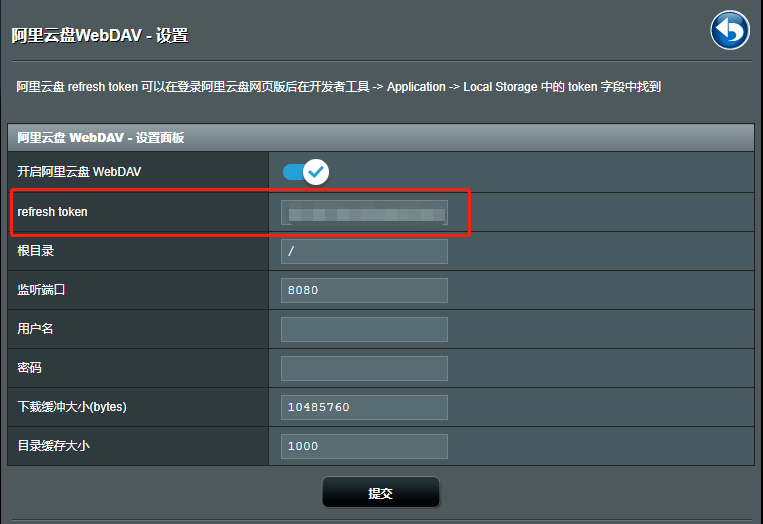 阿里云盘WebDAV - 设置
阿里云盘 refresh token 可以在登录阿里云盘网页版后在开发者工具 -> Application -> Local Storage 中的 token 字段中找到
阿里云盘 WebDAV - 设置面板
开启阿里云盘 WebDAV
refresh token
根目录 /
监听端口 8080
用户名
密码
下载缓冲大小(bytes) 10485760
目录缓存大小 1000
提交